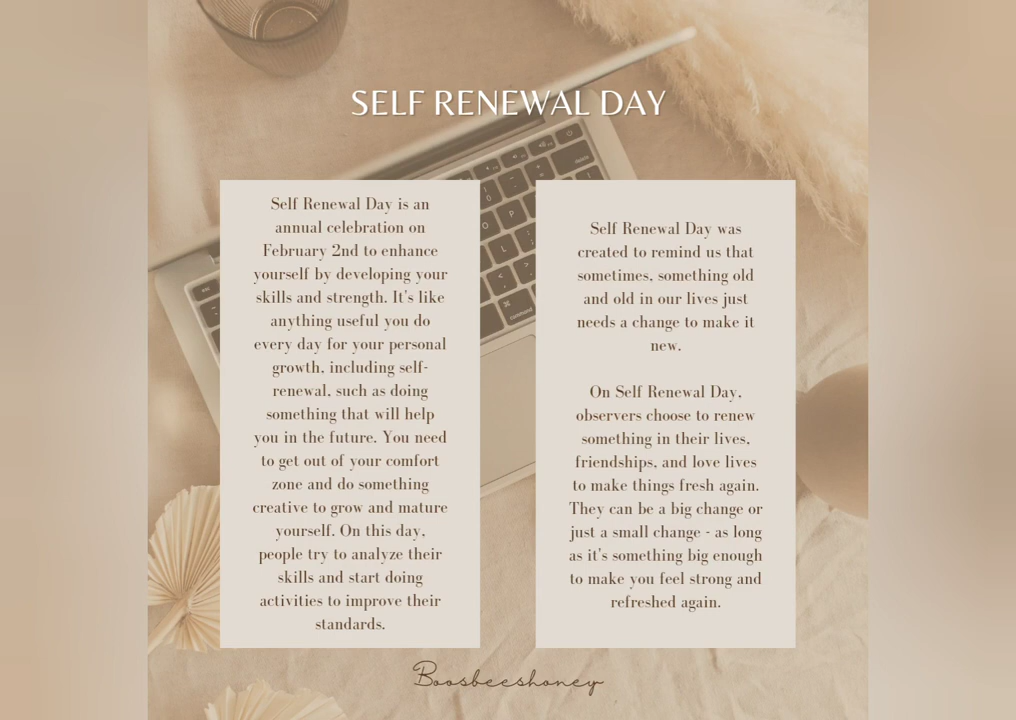 SELF RENEWAL DAY
Self Renewal Day is an
annual celebration on
February 2nd to enhance
yourself by developing your
skills and strength. It's like
anything useful you do
every day for your personal
growth, including self-
renewal, such as doing
something that will help
you in the future. You need
to get out of your comfort
zone and do something
creative to grow and mature
yourself. On this day,
people try to analyze their
skills and start doing
activities to improve their
standards.
Self Renewal Day was
created to remind us that
sometimes, something old
and old in our lives just
needs a change to make it
new.
On Self Renewal Day,
observers choose to renew
something in their lives,
friendships, and love lives
to make things fresh again.
They can be a big change or
just a small change - as long
as it's something big enough
to make you feel strong and
refreshed again.
Boosbeeshoney
command